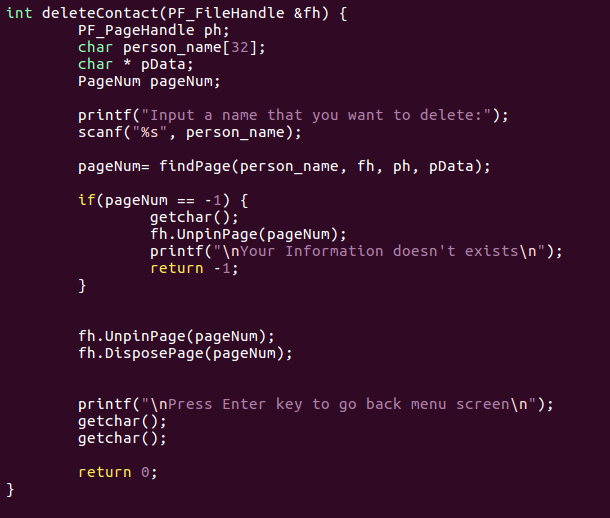 int deleteContact(PF_FileHandle &fh) {
        PF_PageHandle ph;
        char person_name[32];
        char * pData;
        PageNum pageNum;

        printf("Input a name that you want to delete:");
        scanf("%s", person_name);

        pageNum= findPage(person_name, fh, ph, pData);

        if(pageNum == -1) {
                getchar();
                fh.UnpinPage(pageNum);
                printf("\nYour Information doesn't exists\n");
                return -1;
        }


        fh.UnpinPage(pageNum);
        fh.DisposePage(pageNum);


        printf("\nPress Enter key to go back menu screen\n");
        getchar();
        getchar();

        return 0;
}